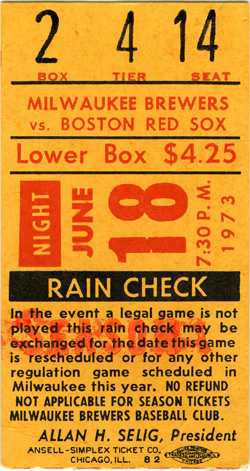 2 4 14
BOX TIER SEAT
MILWAUKEE BREWERS
vs. BOSTON RED SOX
Lower Box $4.25
NIGHT JUNE 18 7:30 P.M. 1973
RAIN CHECK
In the event a legal game is not
played this rain check may be
exchanged for the date this game
is rescheduled or for any other
regulation game scheduled in
Milwaukee this year. NO REFUND
NOT APPLICABLE FOR SEASON TICKETS
MILWAUKEE BREWERS BASEBALL CLUB.
ALLAN H. SELIG, President
ANSELL-SIMPLEX TICKET CO.
CHICAGO, ILL. 82